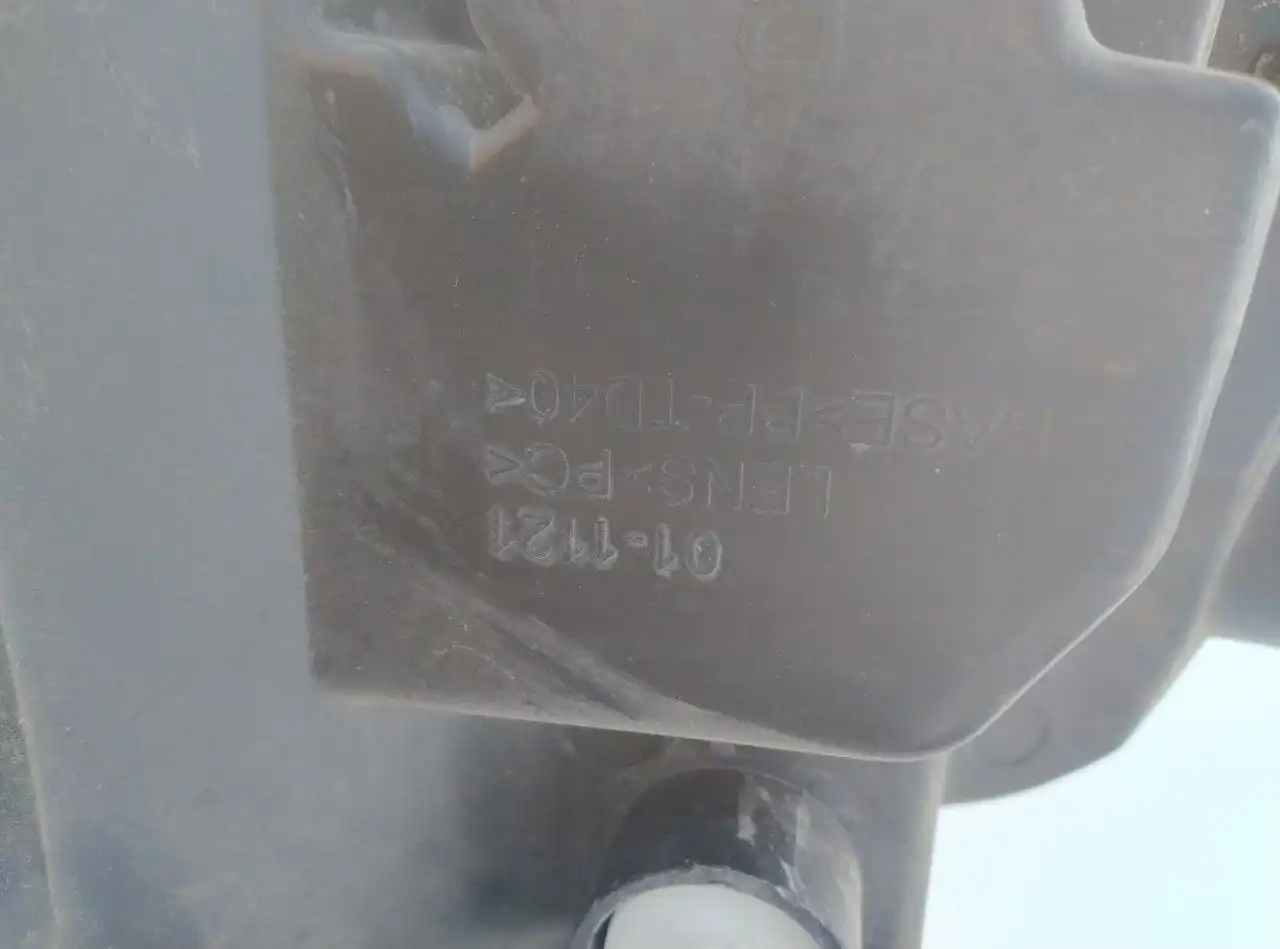 01-1121
LENS>PC<
BASE>PP-TD40<